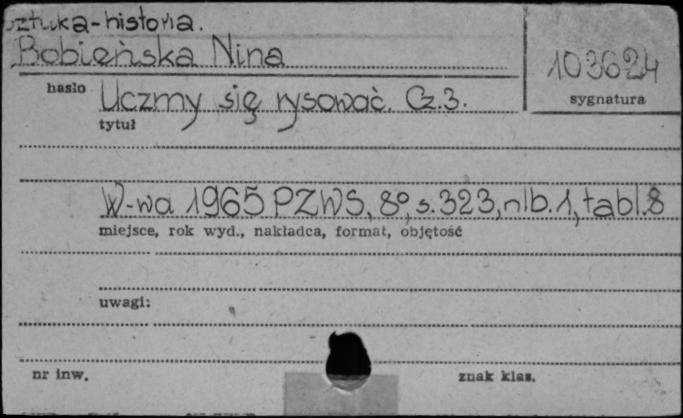 Sztuka-historia.
Bobieńska Nina
103624
hasło
sygnatura
Uczmy się rysować. Cz.3.
tytuł
W-wa 1965 PZWS, 8°, s.323, nlb.1, tabl.8
miejsce, rok wyd., nakładca, format, objętość
uwagi:
nr inw.
znak klas.